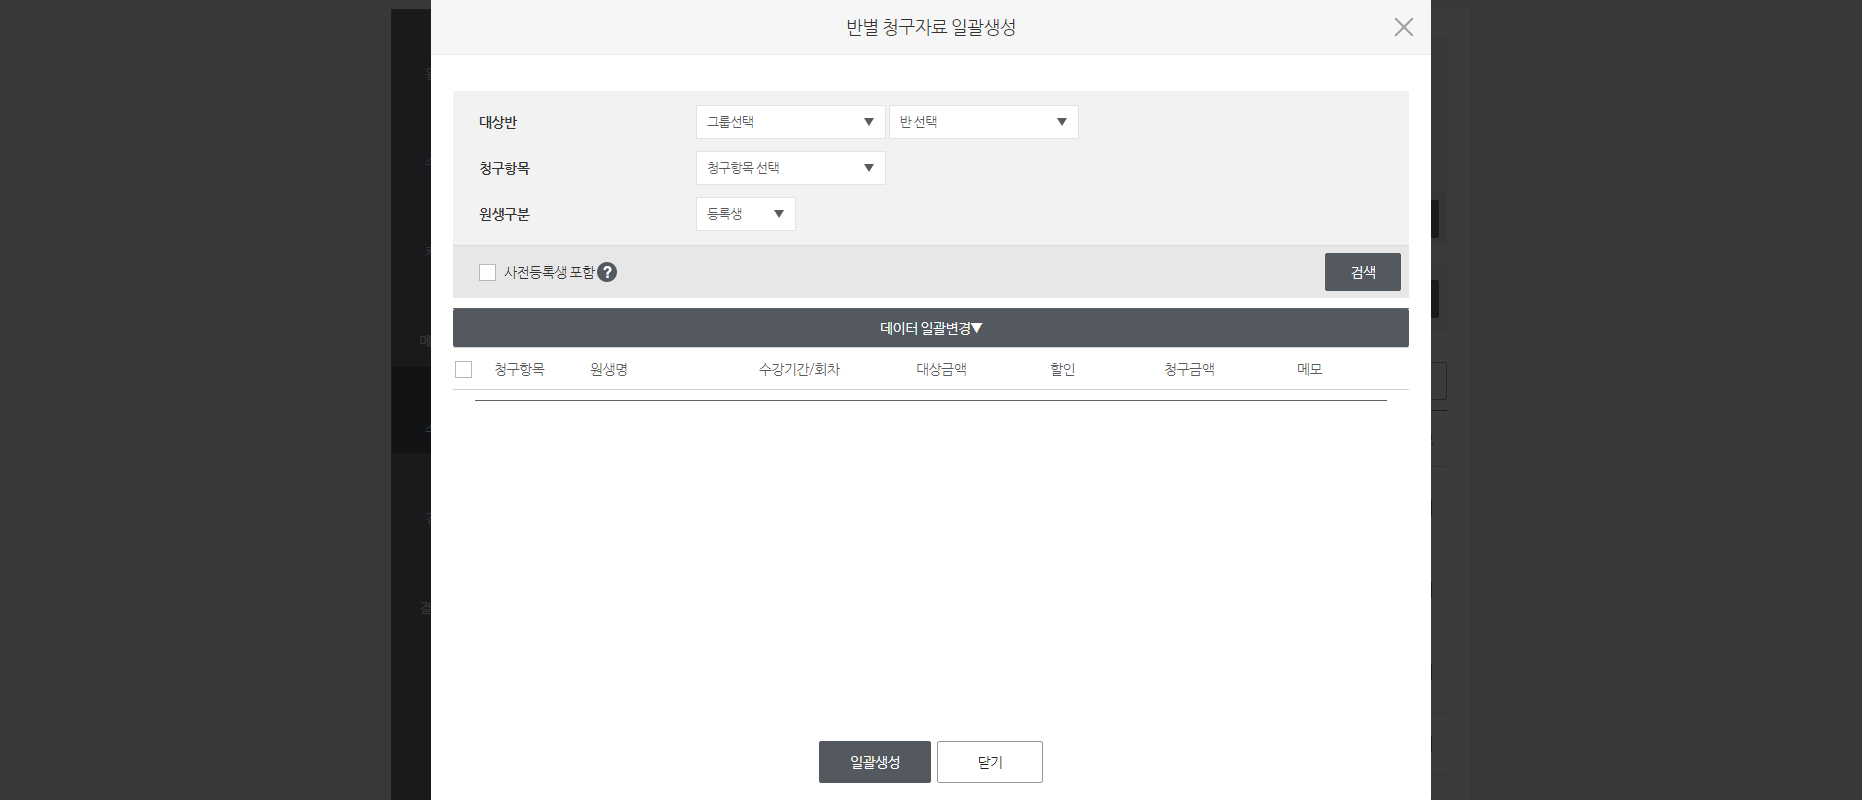 반별 청구자료 일괄생성
대상반 그룹선택 반 선택
청구항목 청구항목 선택
원생구분 등록생
사전등록생 포함 ? 검색
데이터 일괄변경▼
청구항목 원생명 수강기간/회차 대상금액 할인 청구금액 메모
일괄생성 닫기